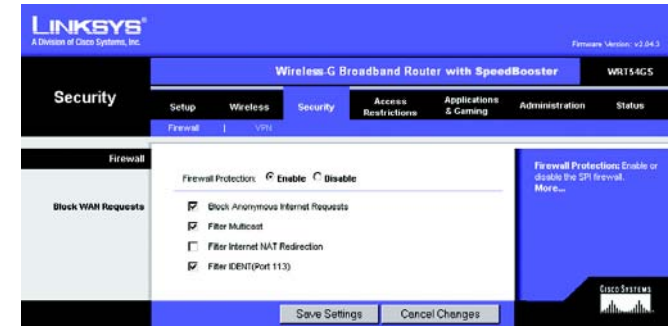 LINKSYS®
A Division of Cisco Systems, Inc.
Firmware Version: v2.04.3
Wireless-G Broadband Router with SpeedBooster
WRT54GS
Security
Setup
Wireless
Security
Access Restrictions
Applications & Gaming
Administration
Status
Firewall | VPN
Firewall
Firewall Protection: Enable Disable
Block WAN Requests
Block Anonymous Internet Requests
Filter Multicast
Filter Internet NAT Redirection
Filter IDENT(Port 113)
Firewall Protection: Enable or
disable the SPI firewall.
More...
Save Settings
Cancel Changes
CISCO SYSTEMS